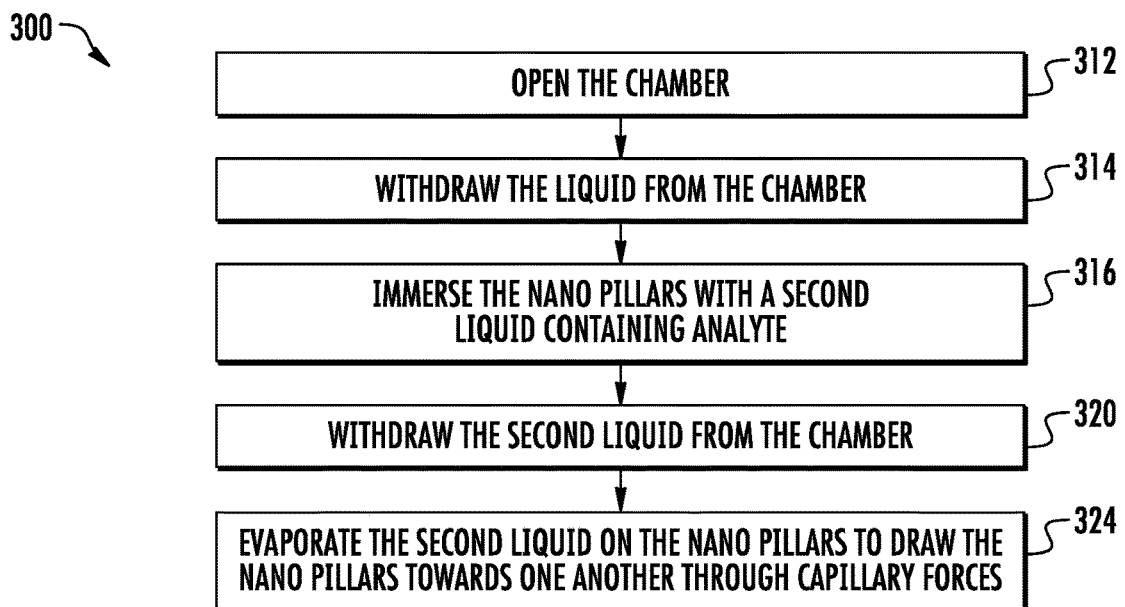 300
OPEN THE CHAMBER
312
WITHDRAW THE LIQUID FROM THE CHAMBER
314
IMMERSE THE NANO PILLARS WITH A SECOND
LIQUID CONTAINING ANALYTE
316
WITHDRAW THE SECOND LIQUID FROM THE CHAMBER
320
EVAPORATE THE SECOND LIQUID ON THE NANO PILLARS TO DRAW THE
NANO PILLARS TOWARDS ONE ANOTHER THROUGH CAPILLARY FORCES
324